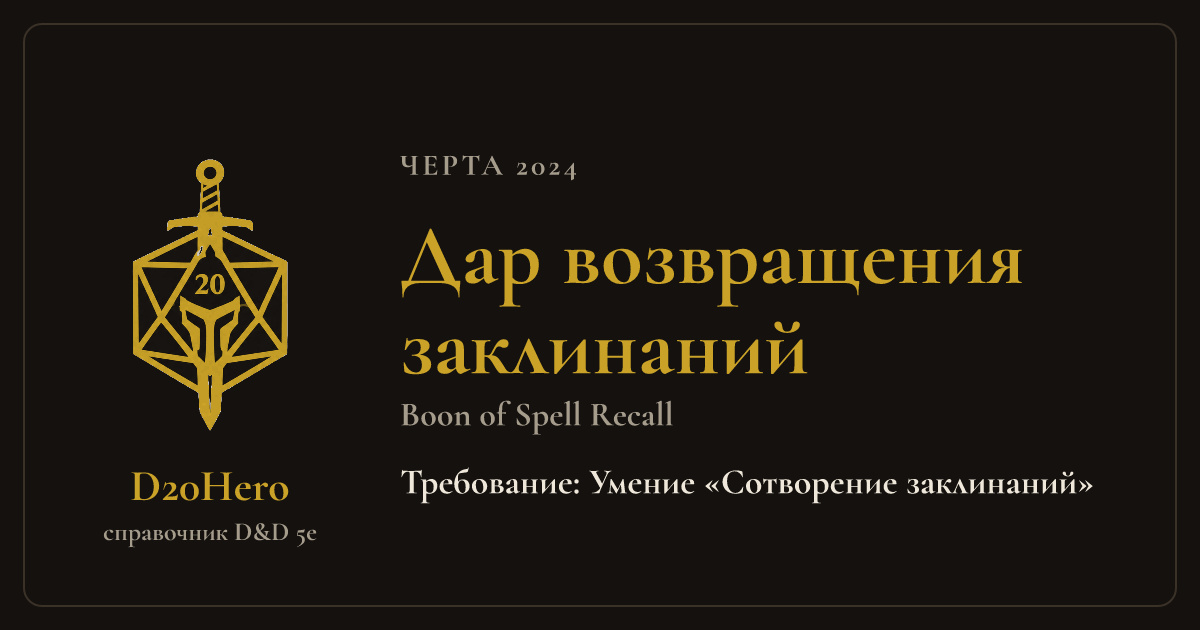 20
D20Hero
справочник D&D 5e
ЧЕРТА 2024
Дар возвращения
заклинаний
Boon of Spell Recall
Требование: Умение «Сотворение заклинаний»